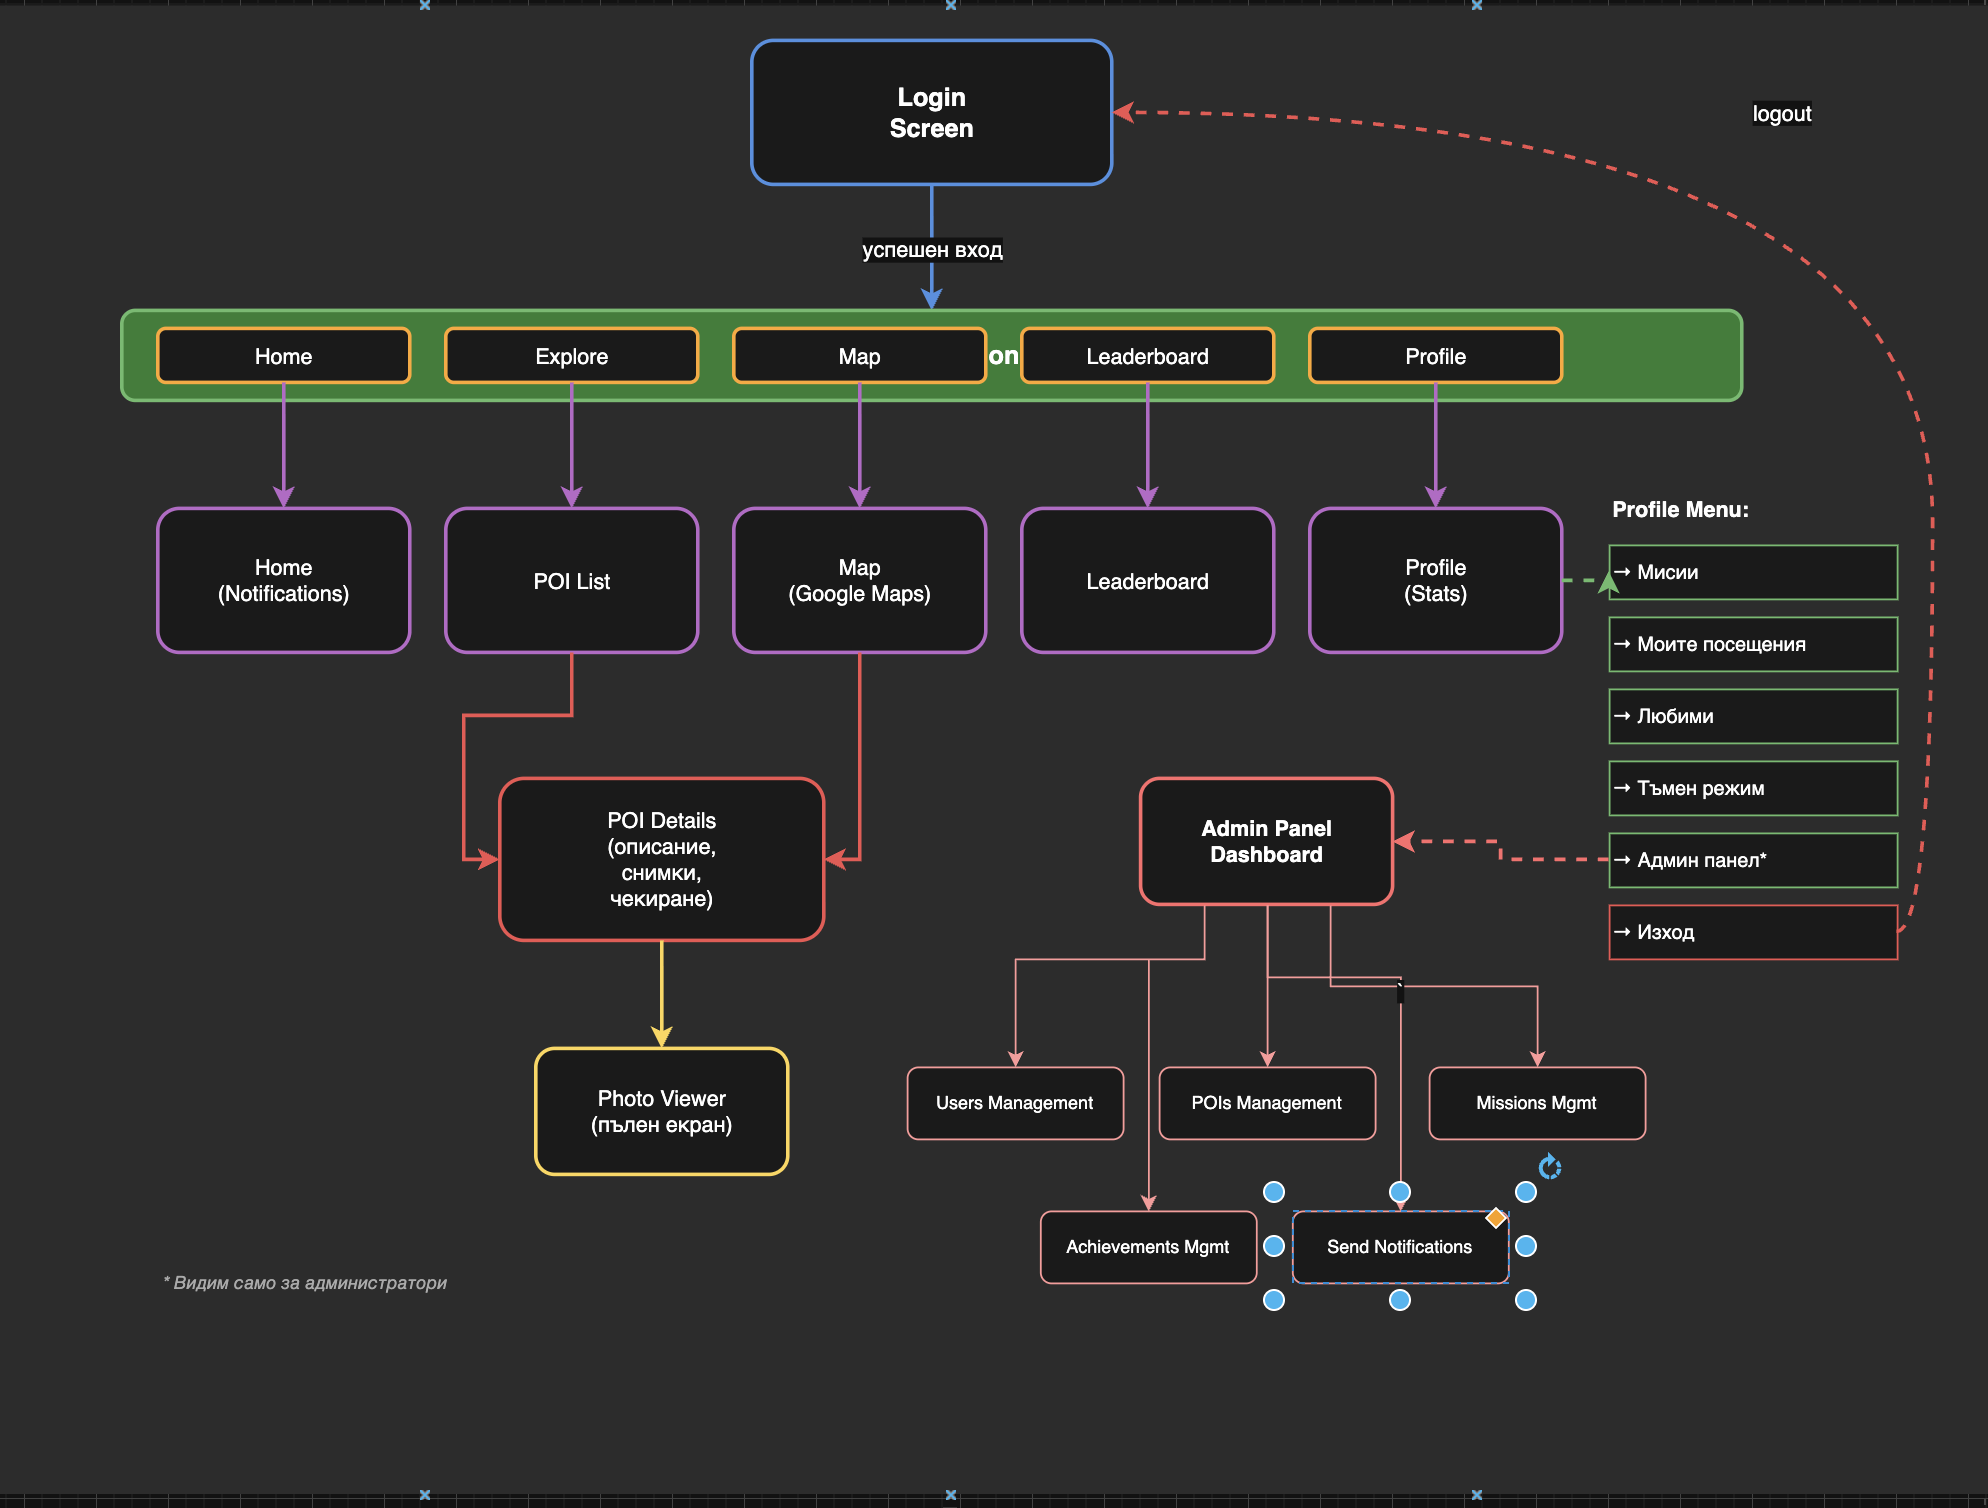 Login
Screen
logout
успешен вход
Home
Explore
Map
on
Leaderboard
Profile
Home
(Notifications)
POI List
Map
(Google Maps)
Leaderboard
Profile
(Stats)
Profile Menu:
→ Мисии
→ Моите посещения
→ Любими
→ Тъмен режим
→ Админ панел*
→ Изход
POI Details
(описание,
снимки,
чекиране)
Admin Panel
Dashboard
Photo Viewer
(пълен екран)
Users Management
POIs Management
Missions Mgmt
Achievements Mgmt
Send Notifications
* Видим само за администратори